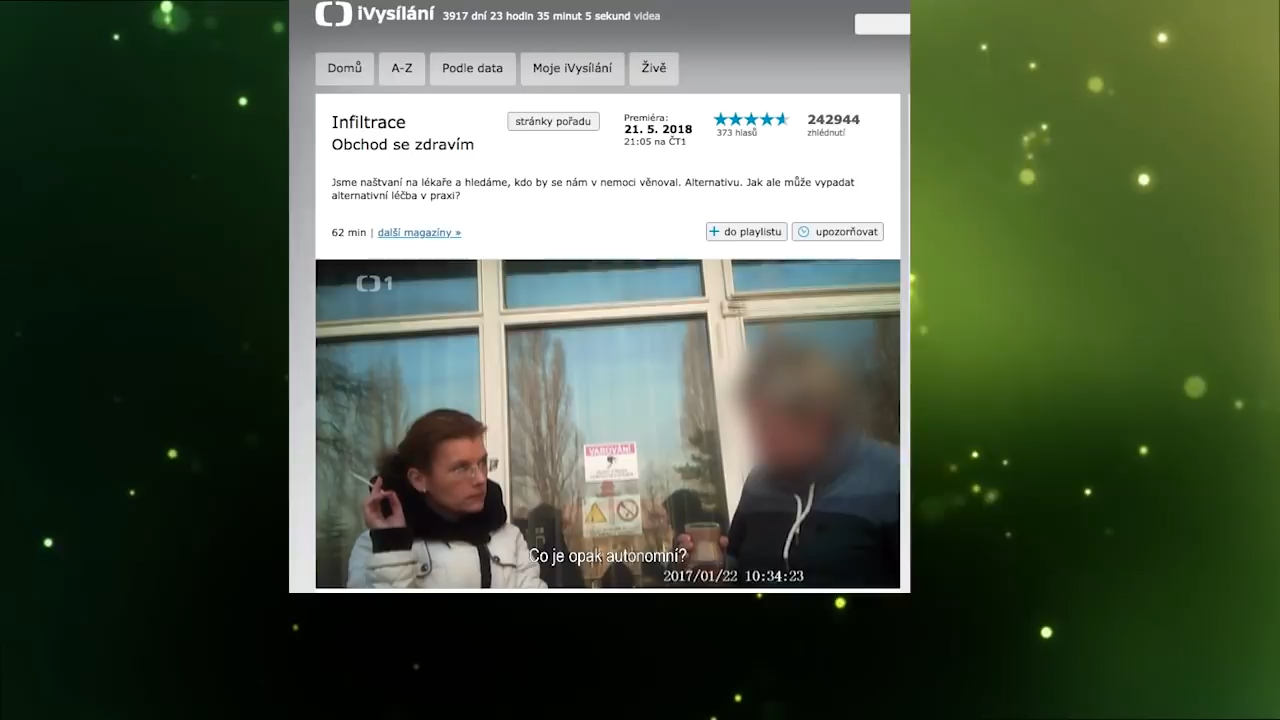 iVysílání 3917 dní 23 hodin 35 minut 5 sekund videa
Domů A-Z Podle data Moje iVysílání Živě
Infiltrace
Obchod se zdravím
stránky pořadu
Premiéra:
21. 5. 2018
21:05 na ČT1
373 hlasů
242944
zhlédnutí
Jsme naštvaní na lékaře a hledáme, kdo by se nám v nemoci věnoval. Alternativu. Jak ale může vypadat
alternativní léčba v praxi?
62 min | další magazíny »
+ do playlistu
upozorňovat
1
VAROVÁNÍ
Co je opak autonomní?
2017/01/22 10:34:23